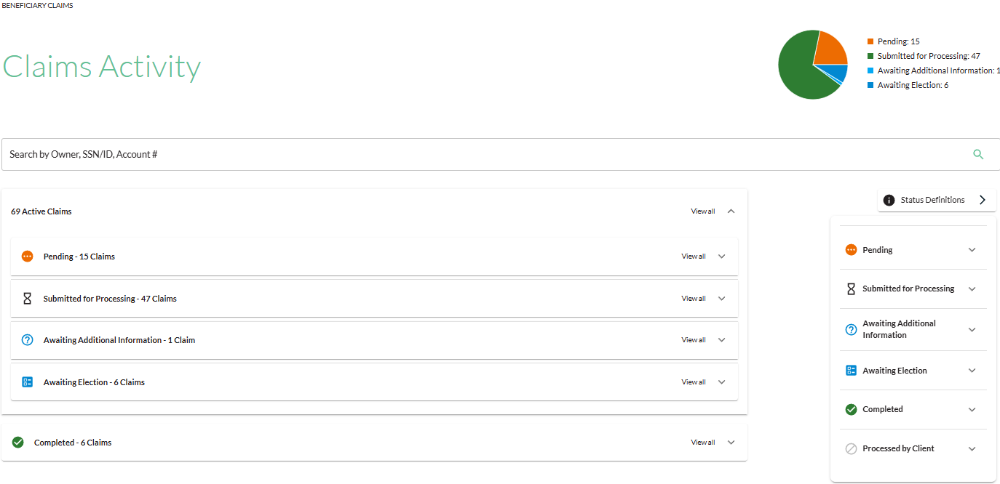 BENEFICIARY CLAIMS
Claims Activity
Pending: 15
Submitted for Processing: 47
Awaiting Additional Information: 1
Awaiting Election: 6
Search by Owner, SSN/ID, Account #
69 Active Claims View all
Pending - 15 Claims View all
Submitted for Processing - 47 Claims View all
Awaiting Additional Information - 1 Claim View all
Awaiting Election - 6 Claims View all
Completed - 6 Claims View all
Status Definitions
Pending
Submitted for Processing
Awaiting Additional
Information
Awaiting Election
Completed
Processed by Client